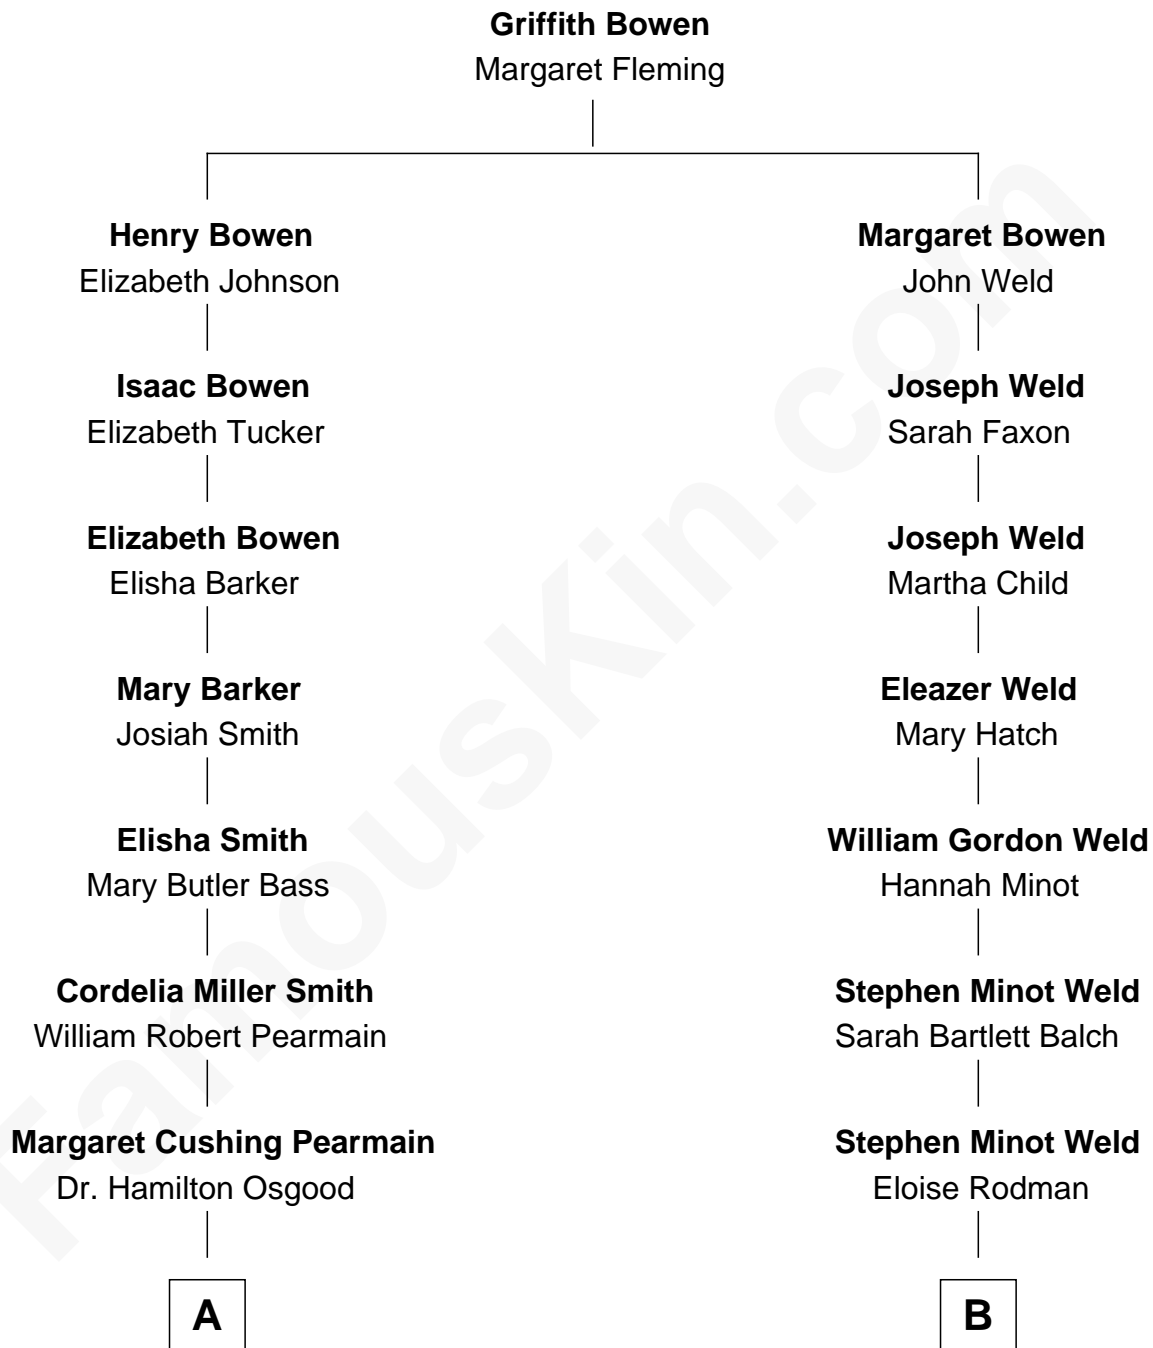 Griffith Bowen
Margaret Fleming
Henry Bowen
Elizabeth Johnson
Margaret Bowen
John Weld
Isaac Bowen
Elizabeth Tucker
Joseph Weld
Sarah Faxon
Elizabeth Bowen
Elisha Barker
Joseph Weld
Martha Child
Mary Barker
Josiah Smith
Eleazer Weld
Mary Hatch
Elisha Smith
Mary Butler Bass
William Gordon Weld
Hannah Minot
Cordelia Miller Smith
William Robert Pearmain
Stephen Minot Weld
Sarah Bartlett Balch
Margaret Cushing Pearmain
Dr. Hamilton Osgood
Stephen Minot Weld
Eloise Rodman
A
B
FamousKin.com